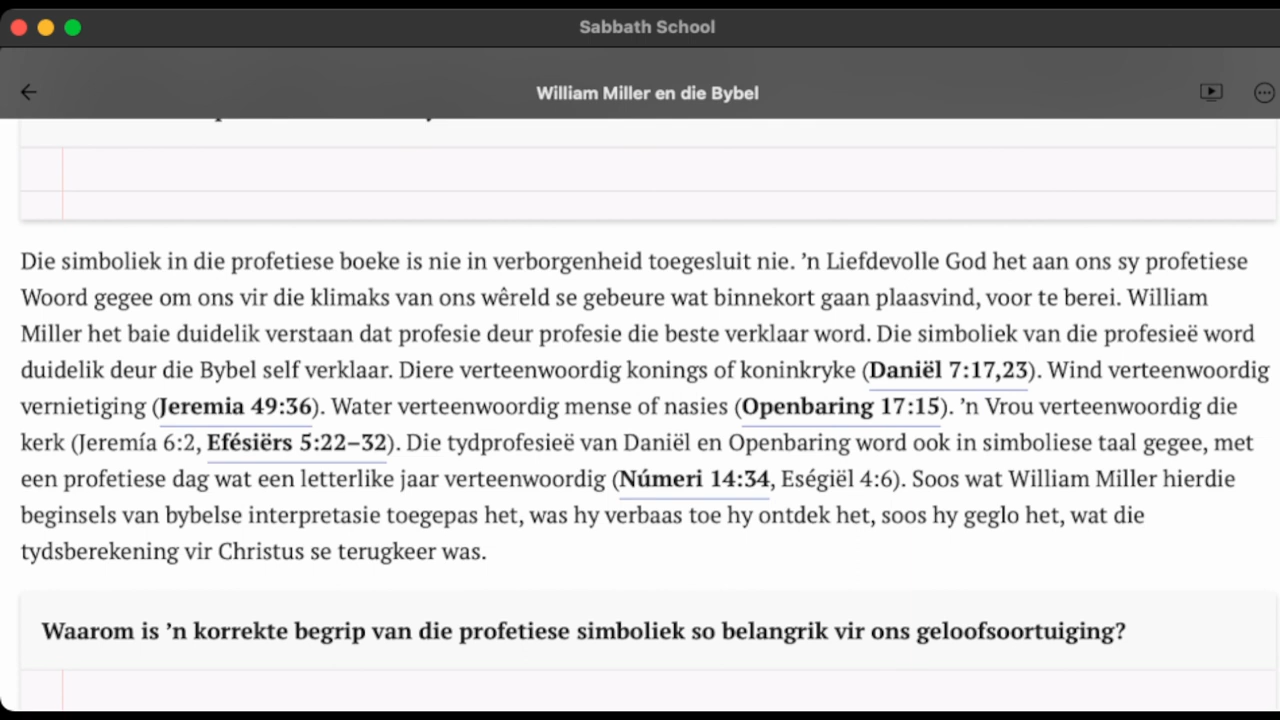 Sabbath School
William Miller en die Bybel
Die simboliek in die profetiese boeke is nie in verborgenheid toegesluit nie. ’n Liefdevolle God het aan ons sy profetiese
Woord gegee om ons vir die klimaks van ons wêreld se gebeure wat binnekort gaan plaasvind, voor te berei. William
Miller het baie duidelik verstaan dat profesie deur profesie die beste verklaar word. Die simboliek van die profesieë word
duidelik deur die Bybel self verklaar. Diere verteenwoordig konings of koninkryke (Daniël 7:17,23). Wind verteenwoordig
vernietiging (Jeremia 49:36). Water verteenwoordig mense of nasies (Openbaring 17:15). ’n Vrou verteenwoordig die
kerk (Jeremía 6:2, Efésiërs 5:22–32). Die tydprofesieë van Daniël en Openbaring word ook in simboliese taal gegee, met
een profetiese dag wat een letterlike jaar verteenwoordig (Númeri 14:34, Eségiël 4:6). Soos wat William Miller hierdie
beginsels van bybelse interpretasie toegepas het, was hy verbaas toe hy ontdek het, soos hy geglo het, wat die
tydsberekening vir Christus se terugkeer was.
Waarom is ’n korrekte begrip van die profetiese simboliek so belangrik vir ons geloofsoortuiging?